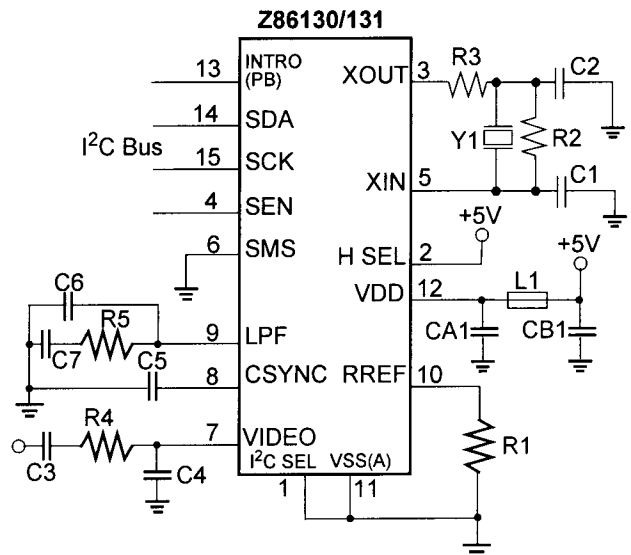 Z86130/131
13 INTRO XOUT 3 R3 C2
(PB)
14 SDA Y1 R2
I²C Bus
15 SCK C1
4 SEN XIN 5
+5V
6 SMS +5V
H SEL 2
C6 VDD 12 L1
R5 CA1 CB1
C7 9 LPF
C5 8 CSYNC RREF 10
R4
7 VIDEO R1
C3 C4 I²C SEL VSS(A)
1 11